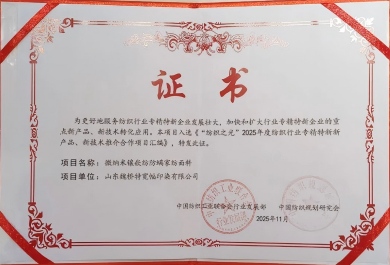 证书
为更好地服务纺织行业专精特新企业发展壮大，加快和扩大行业专精特新企业的重
点新产品、新技术转化应用。本项目入选《“纺织之光”2025年度纺织行业专精特新新
产品、新技术推介合作项目汇编》，特发此证。
项目名称：微纳米镶嵌纺防螨家纺面料
项目名称：山东魏桥特宽幅印染有限公司
中国纺织工业联合会行业发展部 中国纺织规划研究会
2025年11月